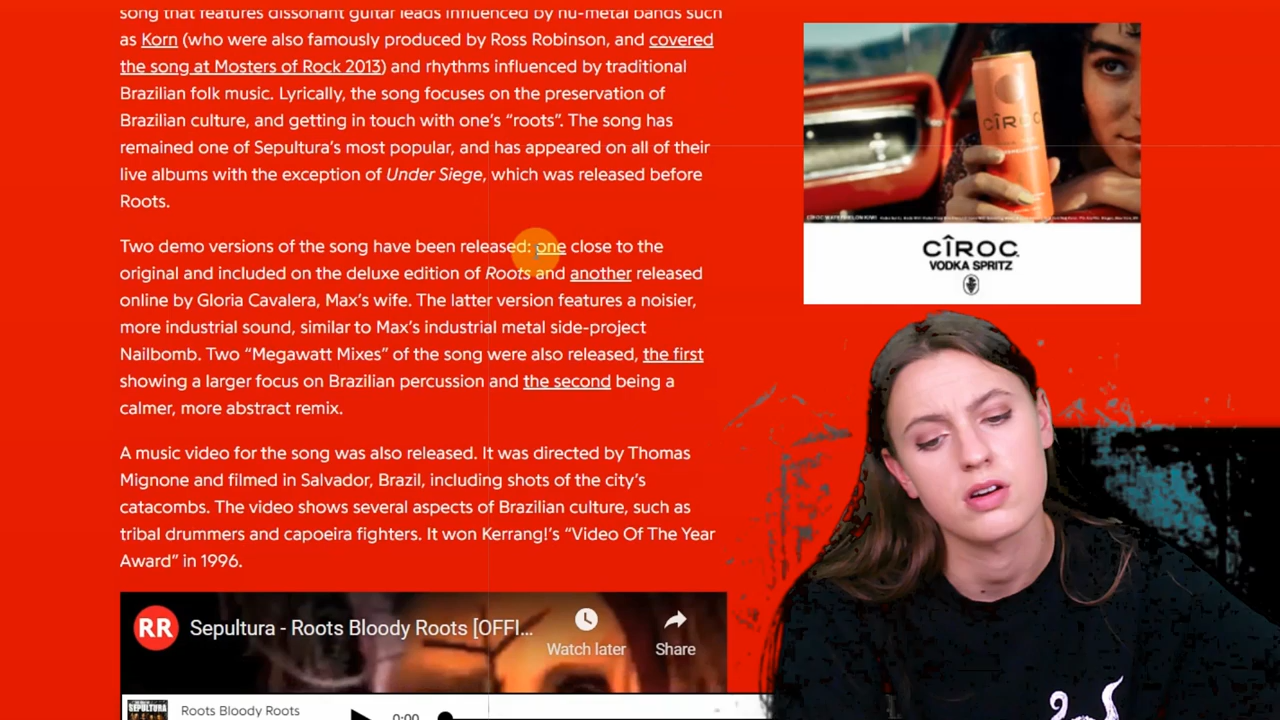 song that features dissonant guitar leads influenced by nu-metal bands such
as Korn (who were also famously produced by Ross Robinson, and covered
the song at Mosters of Rock 2013) and rhythms influenced by traditional
Brazilian folk music. Lyrically, the song focuses on the preservation of
Brazilian culture, and getting in touch with one’s “roots”. The song has
remained one of Sepultura’s most popular, and has appeared on all of their
live albums with the exception of Under Siege, which was released before
Roots.
Two demo versions of the song have been released: one close to the
original and included on the deluxe edition of Roots and another released
online by Gloria Cavalera, Max’s wife. The latter version features a noisier,
more industrial sound, similar to Max’s industrial metal side-project
Nailbomb. Two “Megawatt Mixes” of the song were also released, the first
showing a larger focus on Brazilian percussion and the second being a
calmer, more abstract remix.
A music video for the song was also released. It was directed by Thomas
Mignone and filmed in Salvador, Brazil, including shots of the city’s
catacombs. The video shows several aspects of Brazilian culture, such as
tribal drummers and capoeira fighters. It won Kerrang!’s “Video Of The Year
Award” in 1996.
RR
Sepultura - Roots Bloody Roots [OFFI...
Watch later
Share
SEPULTURA
Roots Bloody Roots
0:00
CÎROC
CÎROC
VODKA SPRITZ